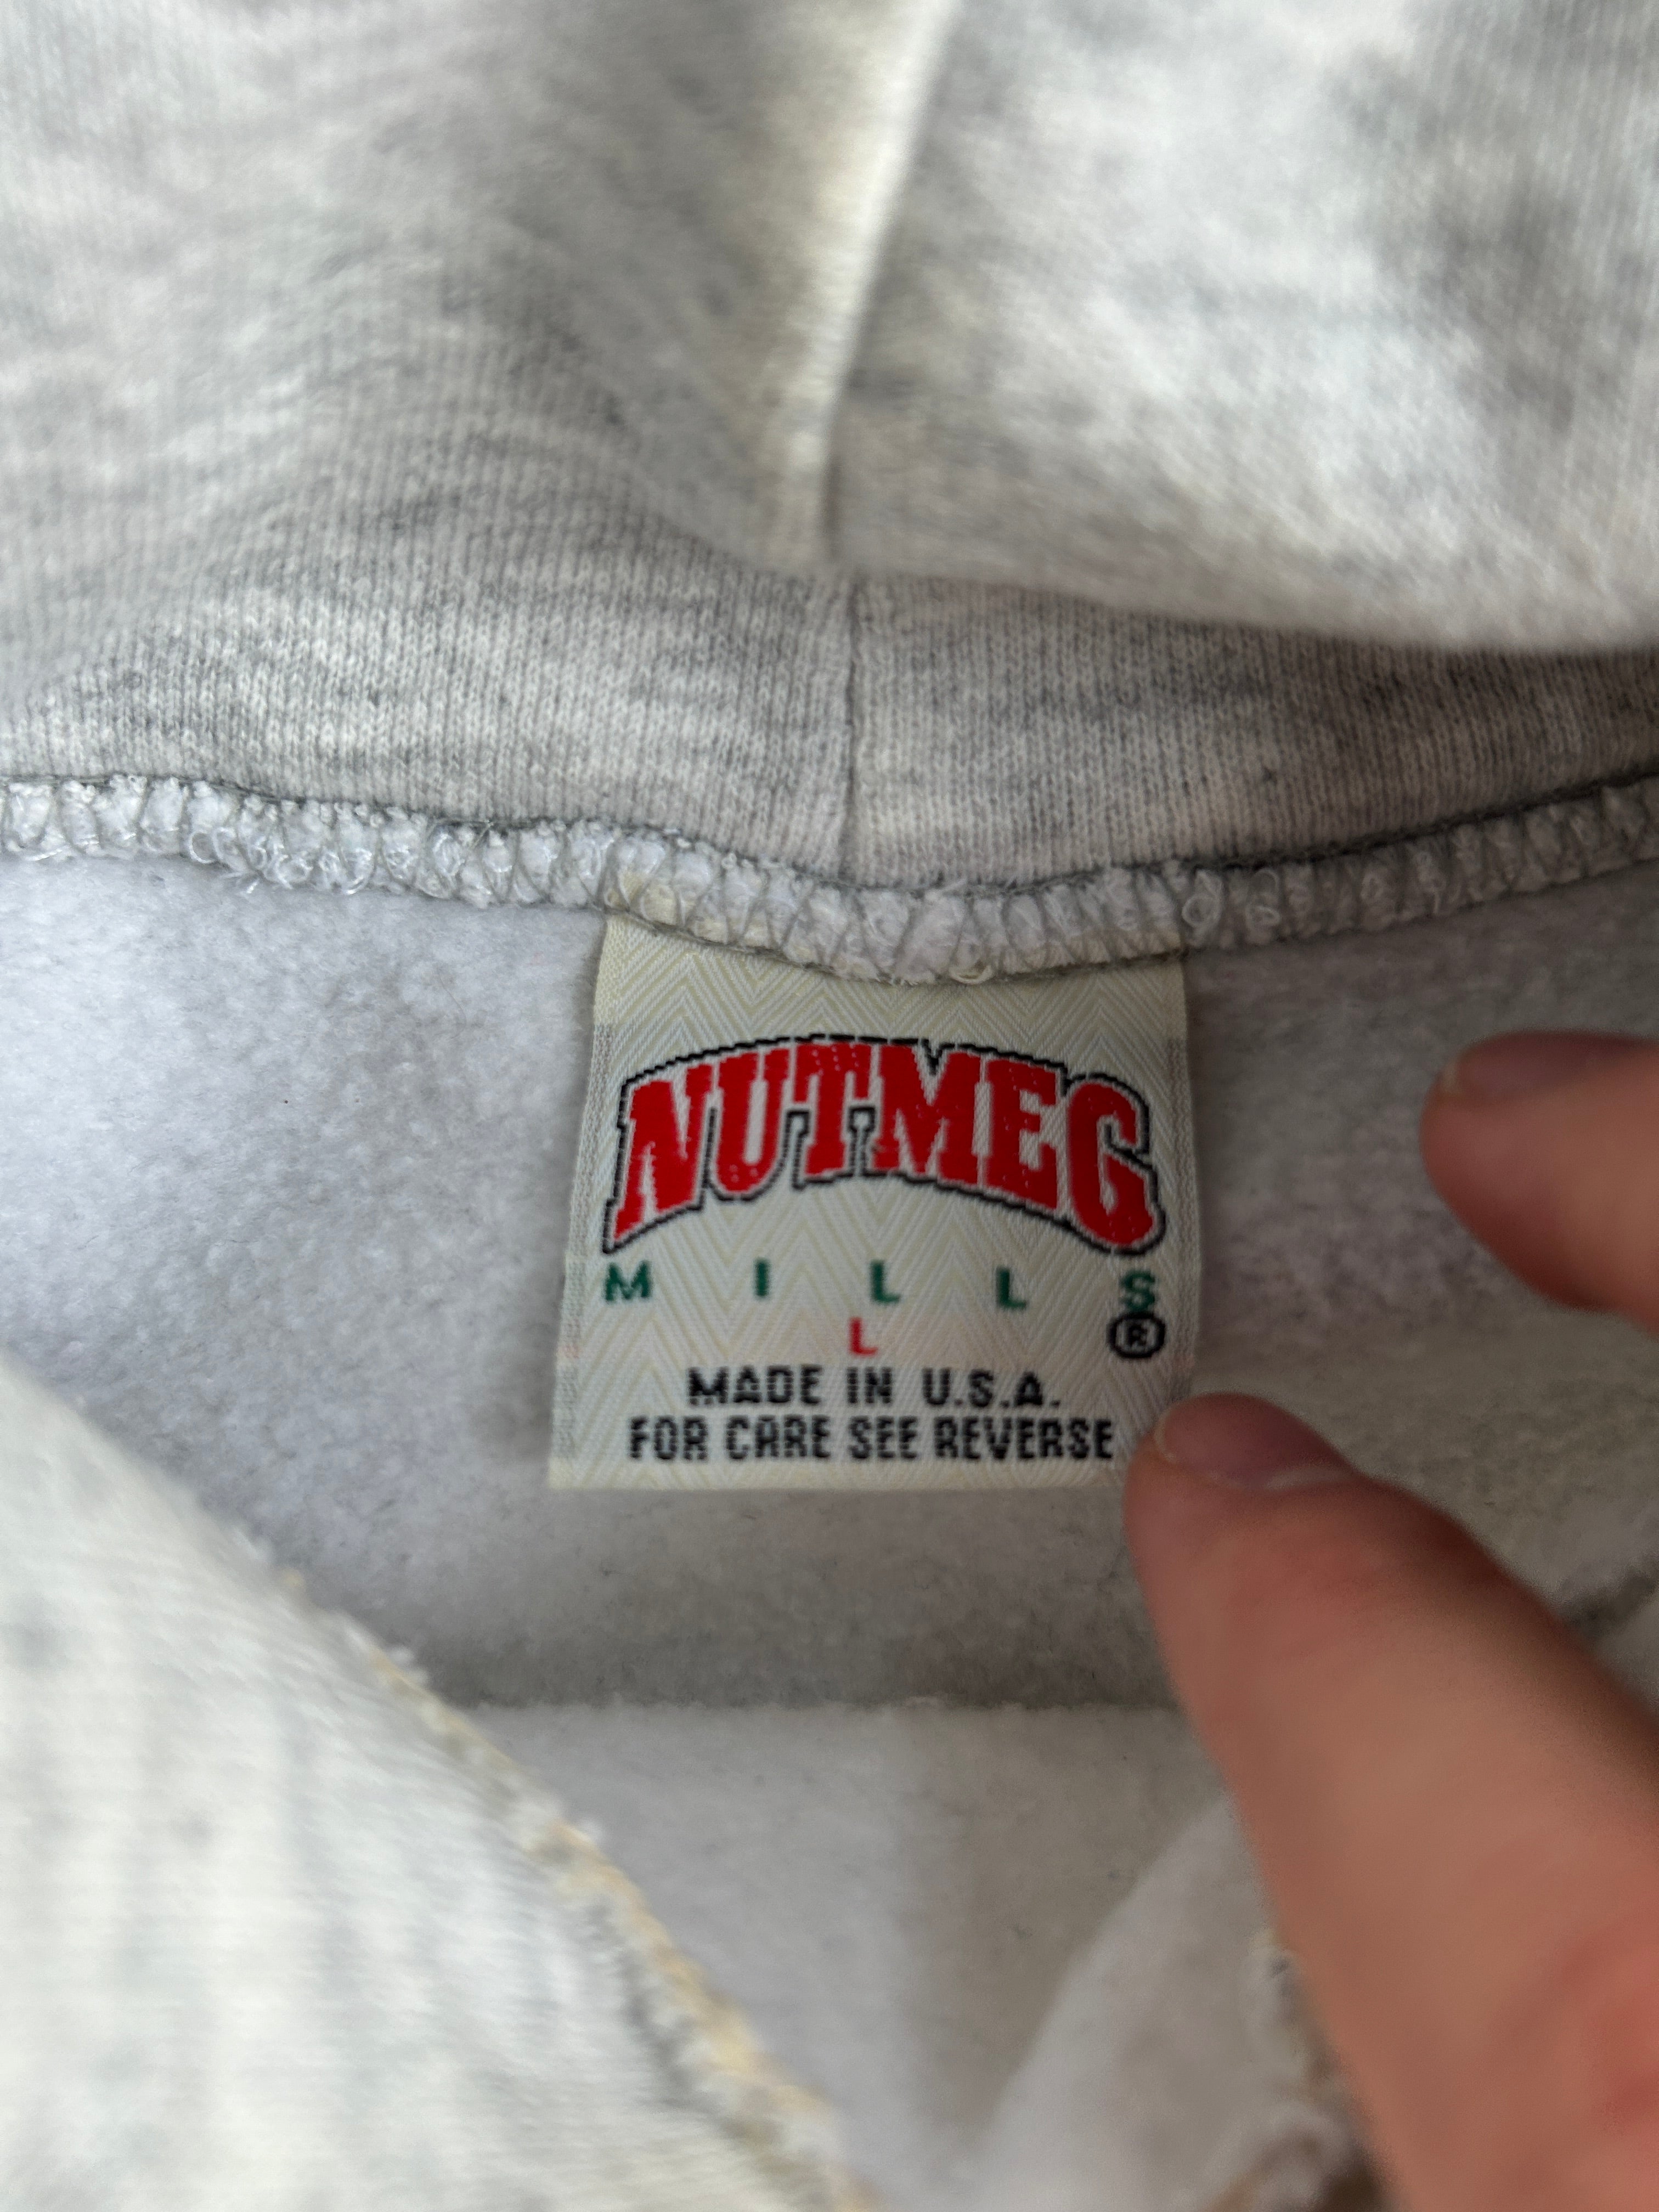 NUTMEG
MILLS
L ®
MADE IN U.S.A.
FOR CARE SEE REVERSE